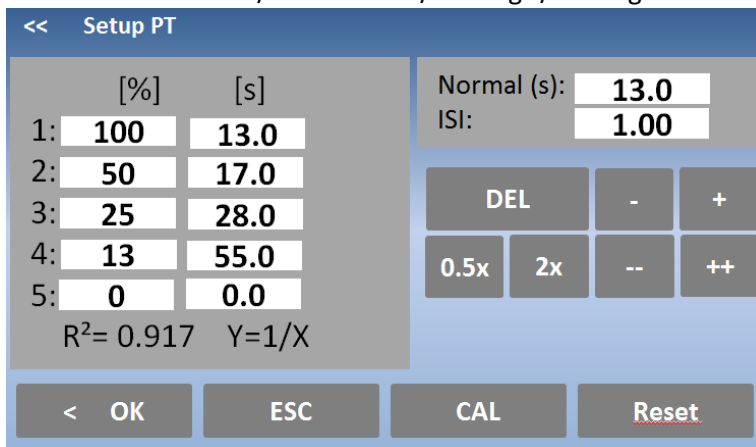 << Setup PT
[%] [s]
1: 100 13.0
2: 50 17.0
3: 25 28.0
4: 13 55.0
5: 0 0.0
R²= 0.917 Y=1/X
Normal (s): 13.0
ISI: 1.00
DEL - +
0.5x 2x -- ++
< OK ESC CAL Reset